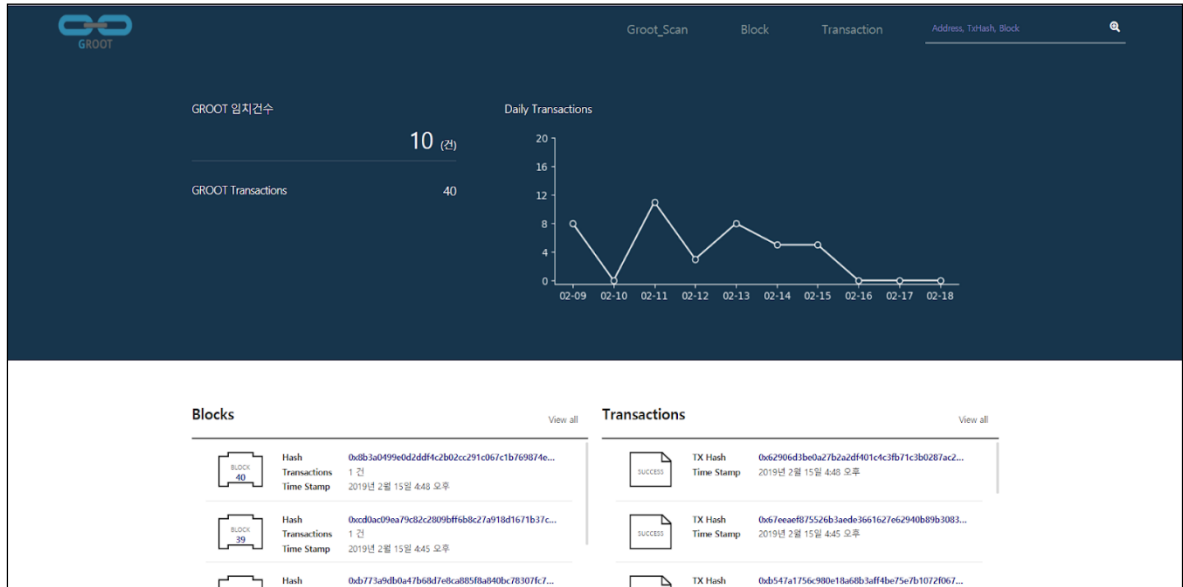 GROOT
Groot_Scan Block Transaction Address, TxHash, Block
GROOT 임치건수
10 (건)
GROOT Transactions 40
Daily Transactions
20
16
12
8
4
0
02-09 02-10 02-11 02-12 02-13 02-14 02-15 02-16 02-17 02-18
Blocks View all
BLOCK
40
Hash 0x8b3a0499e0d2ddf4c2b02cc291c067c1b769874e...
Transactions 1 건
Time Stamp 2019년 2월 15일 4:48 오후
BLOCK
39
Hash 0xcd0ac09ea79c82c2809bff6b8c27a918d1671b37c...
Transactions 1 건
Time Stamp 2019년 2월 15일 4:45 오후
Hash 0xb773a9db0a47b68d7e8ca885f8a840bc78307fc7...
Transactions View all
SUCCESS
TX Hash 0x62906d3be0a27b2a2df401c4c3fb71c3b0287ac2...
Time Stamp 2019년 2월 15일 4:48 오후
SUCCESS
TX Hash 0x67eeaef875526b3aede3661627e62940b89b3083...
Time Stamp 2019년 2월 15일 4:45 오후
TX Hash 0xb547a1756c980e18a68b3aff4be75e7b1072f067...